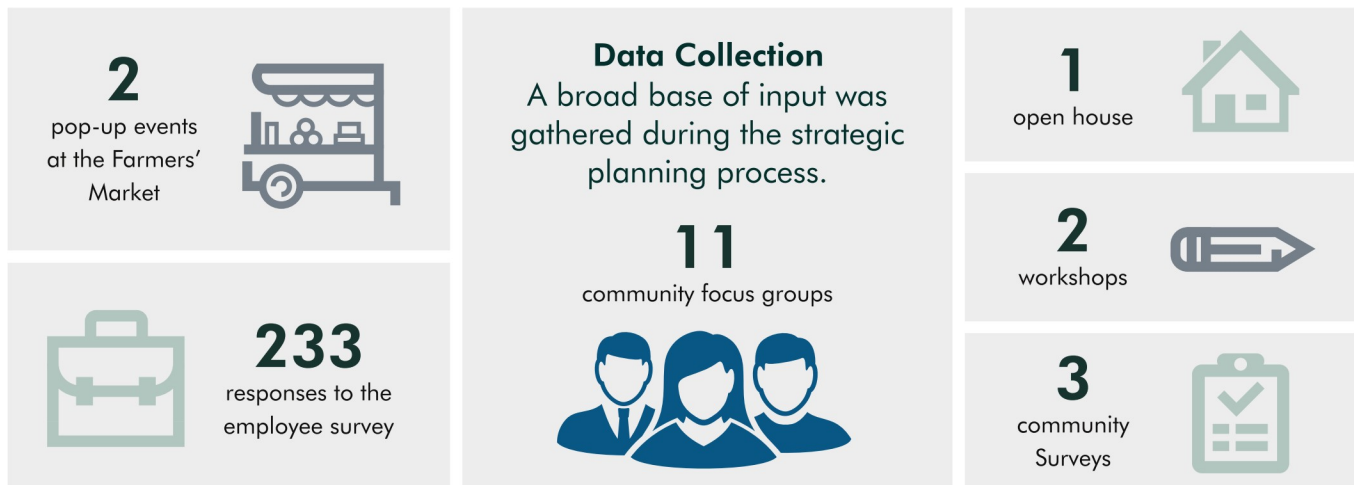 2
pop-up events
at the Farmers’
Market
233
responses to the
employee survey
Data Collection
A broad base of input was
gathered during the strategic
planning process.
11
community focus groups
1
open house
2
workshops
3
community
Surveys